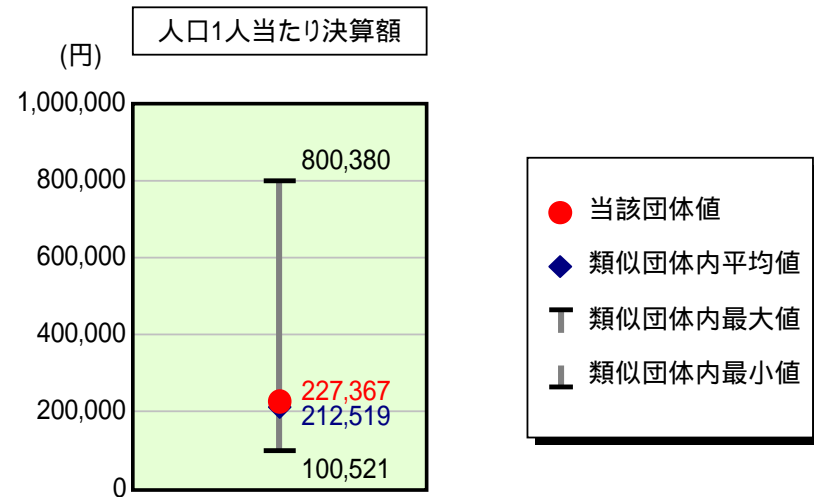 人口1人当たり決算額
(円)
1,000,000
800,000
600,000
400,000
200,000
0
800,380
227,367
212,519
100,521
当該団体値
類似団体内平均値
類似団体内最大値
類似団体内最小値